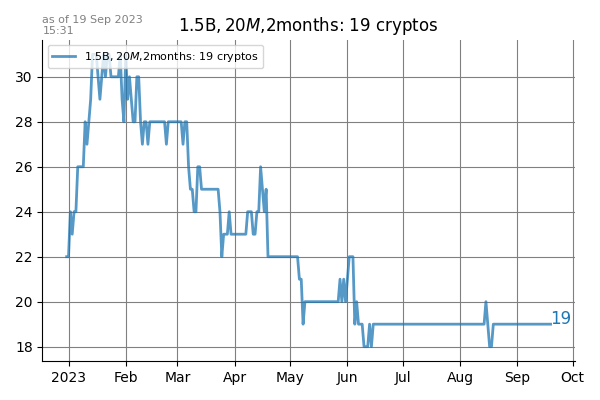 as of 19 Sep 2023
15:31
1.5B, 20M,2months: 19 cryptos
1.5B, 20M,2months: 19 cryptos
30
28
26
24
22
20
18
19
2023 Feb Mar Apr May Jun Jul Aug Sep Oct